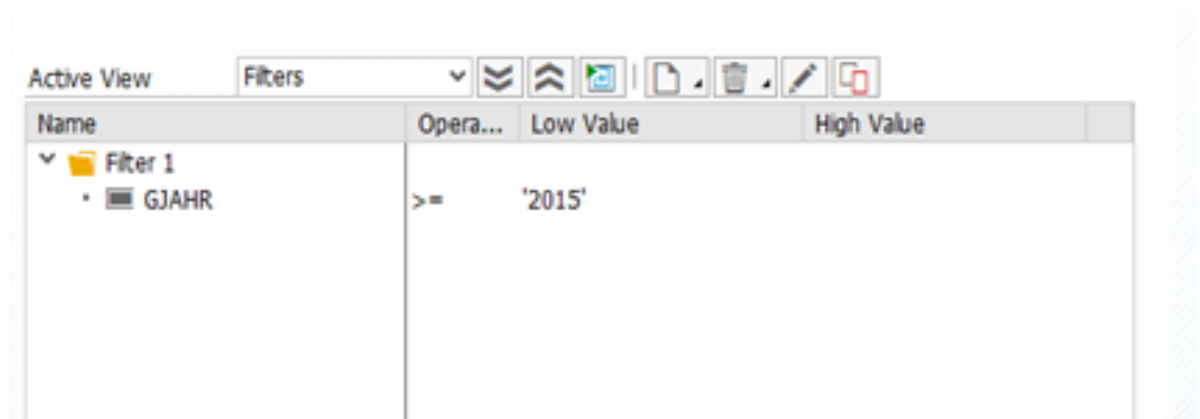 Active View Filters
Name Opera... Low Value High Value
Filter 1
GJAHR >= '2015'